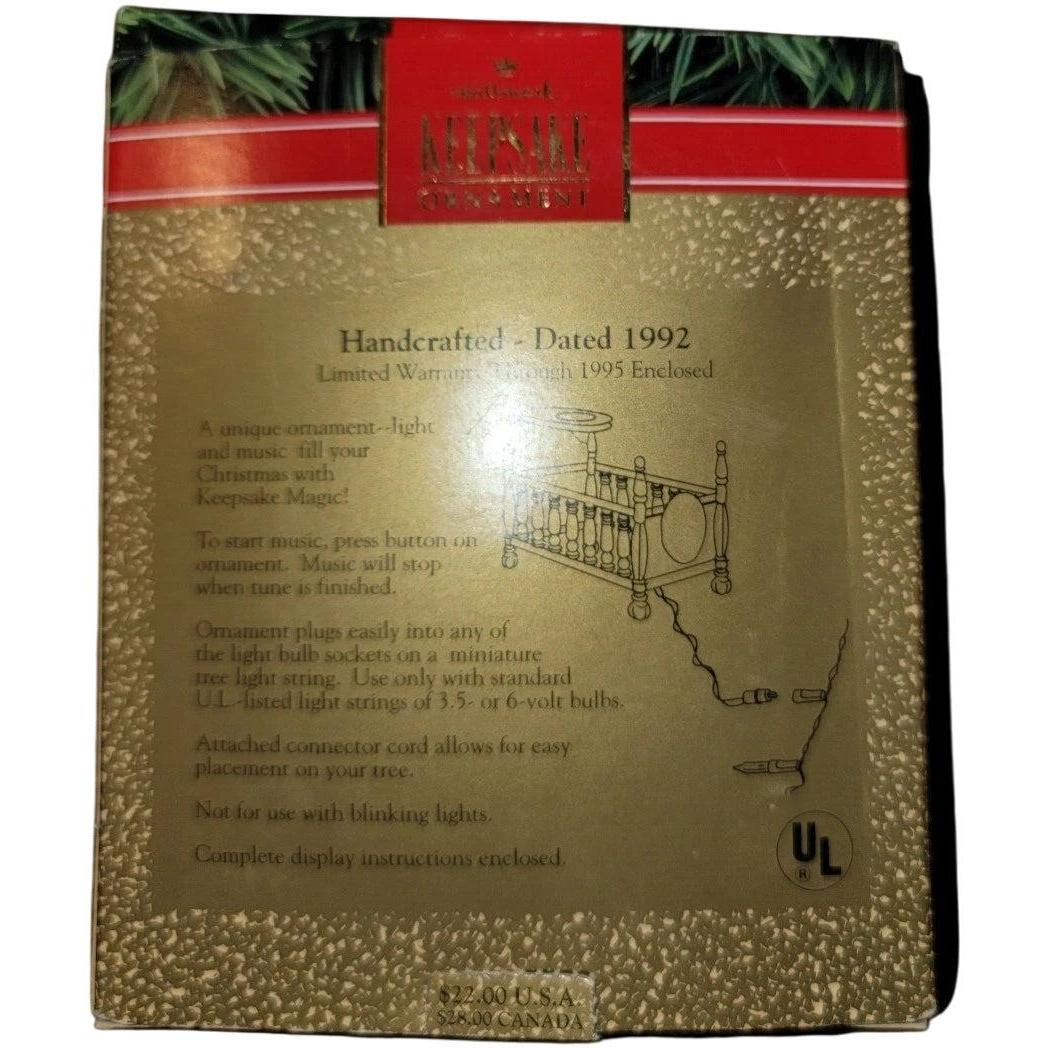 Hallmark
KEEPSAKE
ORNAMENT
Handcrafted - Dated 1992
Limited Warranty Through 1995 Enclosed
A unique ornament--light
and music fill your
Christmas with
Keepsake Magic!
To start music, press button on
ornament. Music will stop
when tune is finished.
Ornament plugs easily into any of
the light bulb sockets on a miniature
tree light string. Use only with standard
U.L.-listed light strings of 3.5- or 6-volt bulbs.
Attached connector cord allows for easy
placement on your tree.
Not for use with blinking lights.
Complete display instructions enclosed.
UL
®
$22.00 U.S.A.
$28.00 CANADA